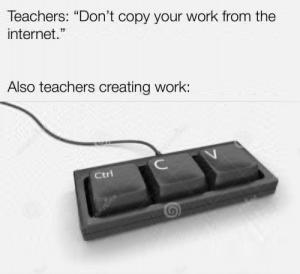 Teachers: “Don’t copy your work from the
internet.”
Also teachers creating work:
Ctrl
C
V